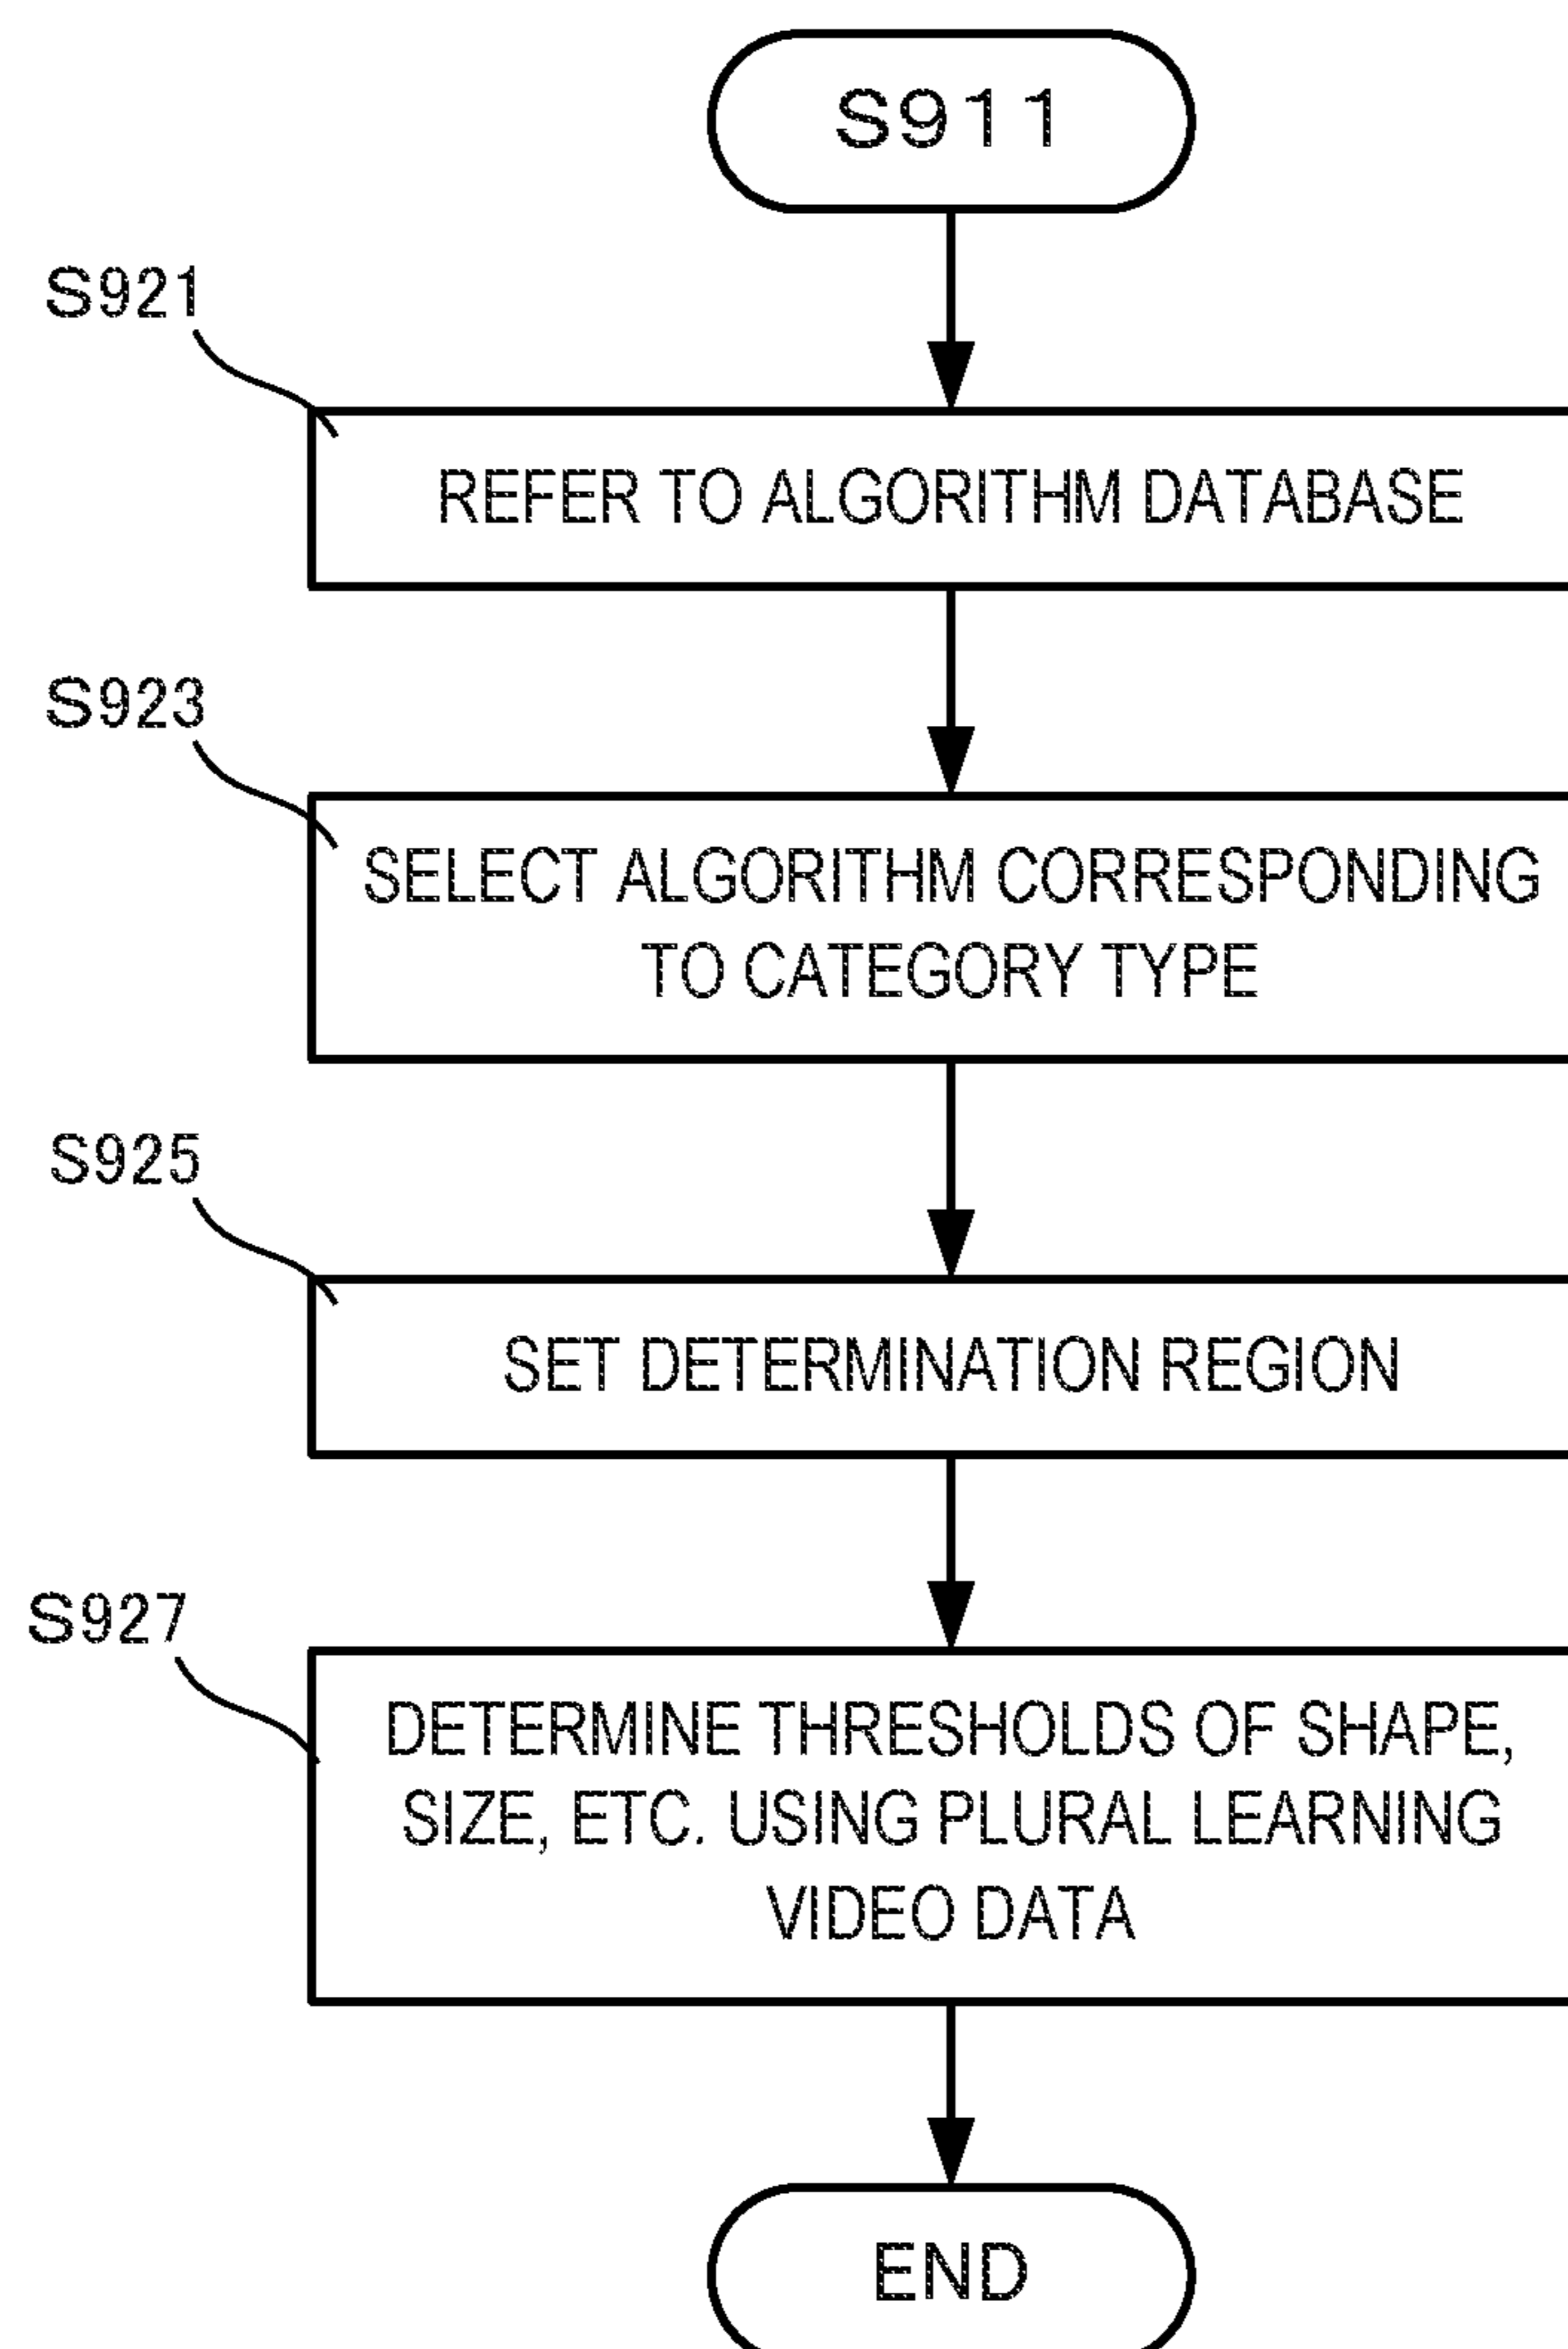 S911
S921
REFER TO ALGORITHM DATABASE
S923
SELECT ALGORITHM CORRESPONDING
TO CATEGORY TYPE
S925
SET DETERMINATION REGION
S927
DETERMINE THRESHOLDS OF SHAPE,
SIZE, ETC. USING PLURAL LEARNING
VIDEO DATA
END